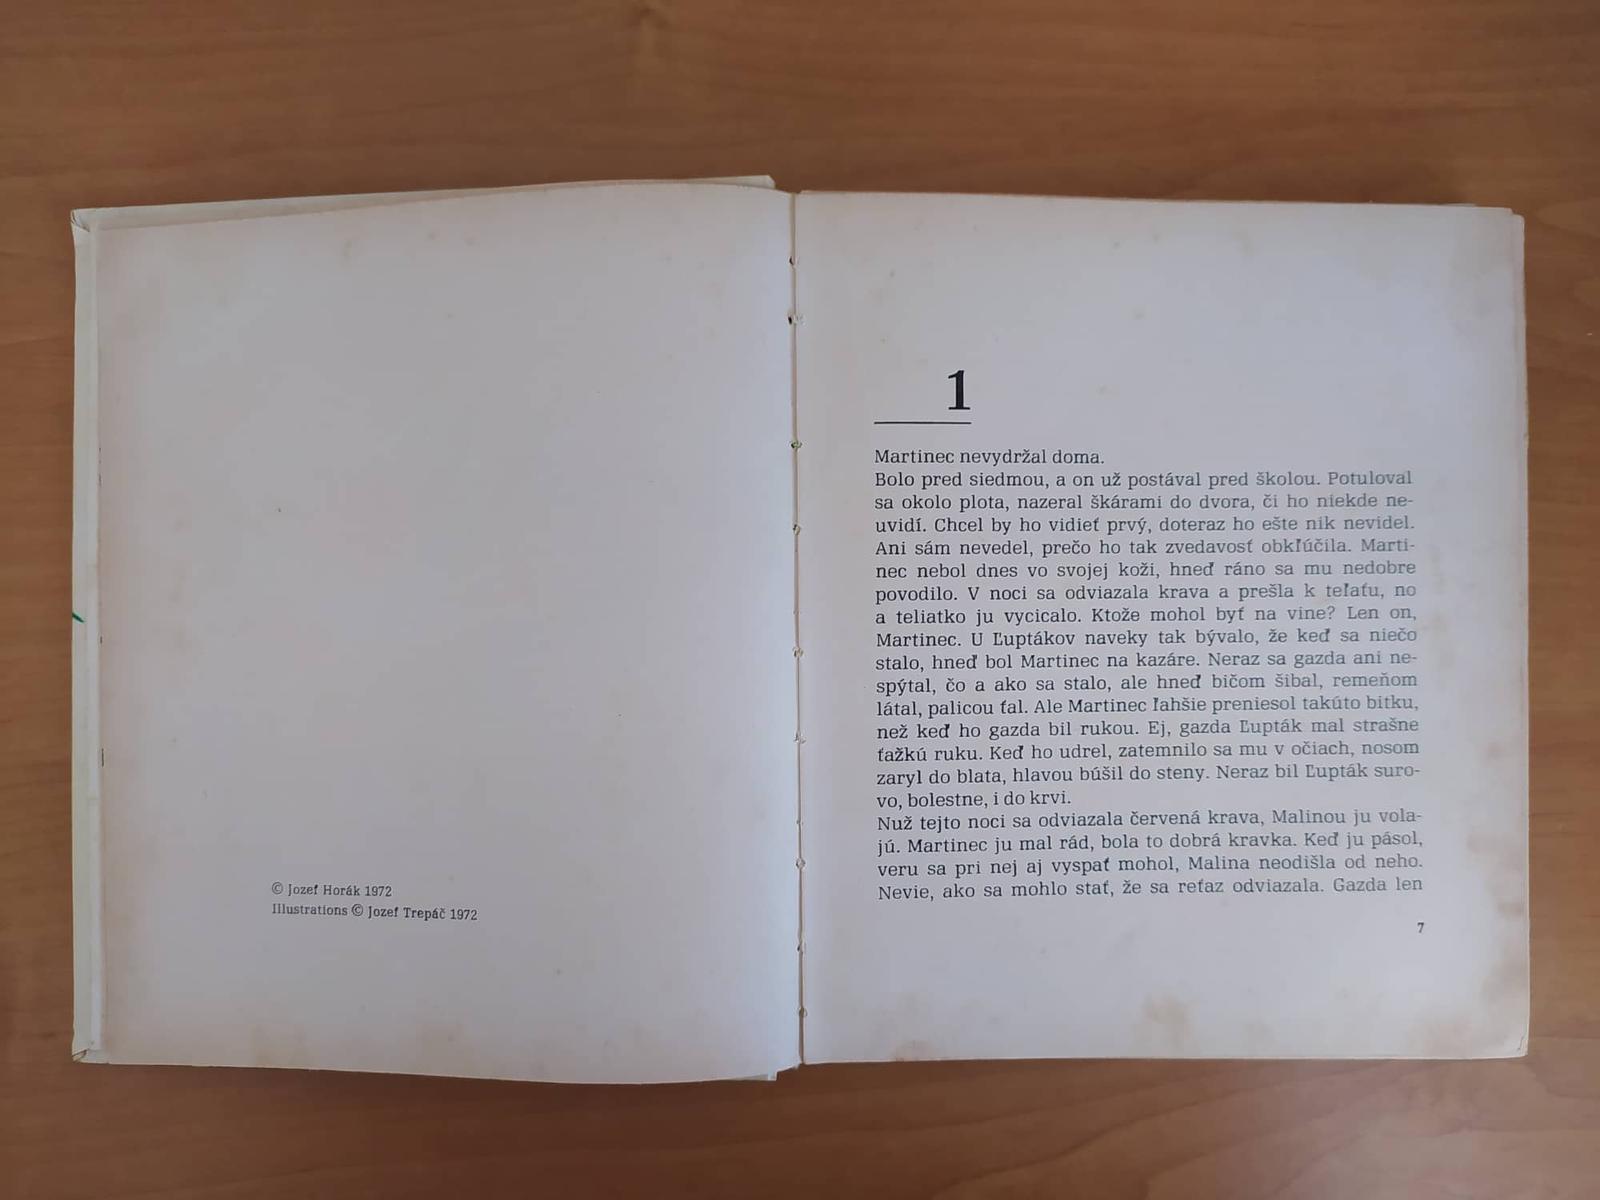 © Jozef Horák 1972
Illustrations © Jozef Trepáč 1972
1
Martinec nevydržal doma.
Bolo pred siedmou, a on už postával pred školou. Potuloval
sa okolo plota, nazeral škárami do dvora, či ho niekde ne-
uvidí. Chcel by ho vidieť prvý, doteraz ho ešte nik nevidel.
Ani sám nevedel, prečo ho tak zvedavosť obkľúčila. Marti-
nec nebol dnes vo svojej koži, hneď ráno sa mu nedobre
povodilo. V noci sa odviazala krava a prešla k teľaťu, no
a teliatko ju vycicalo. Ktože mohol byť na vine? Len on,
Martinec. U Ľuptákov naveky tak bývalo, že keď sa niečo
stalo, hneď bol Martinec na kazáre. Neraz sa gazda ani ne-
spýtal, čo a ako sa stalo, ale hneď bičom šibal, remeňom
látal, palicou ťal. Ale Martinec ľahšie preniesol takúto bitku,
než keď ho gazda bil rukou. Ej, gazda Ľupták mal strašne
ťažkú ruku. Keď ho udrel, zatemnilo sa mu v očiach, nosom
zaryl do blata, hlavou búšil do steny. Neraz bil Ľupták suro-
vo, bolestne, i do krvi.
Nuž tejto noci sa odviazala červená krava, Malinou ju vola-
jú. Martinec ju mal rád, bola to dobrá kravka. Keď ju pásol,
veru sa pri nej aj vyspať mohol, Malina neodišla od neho.
Nevie, ako sa mohlo stať, že sa reťaz odviazala. Gazda len
7